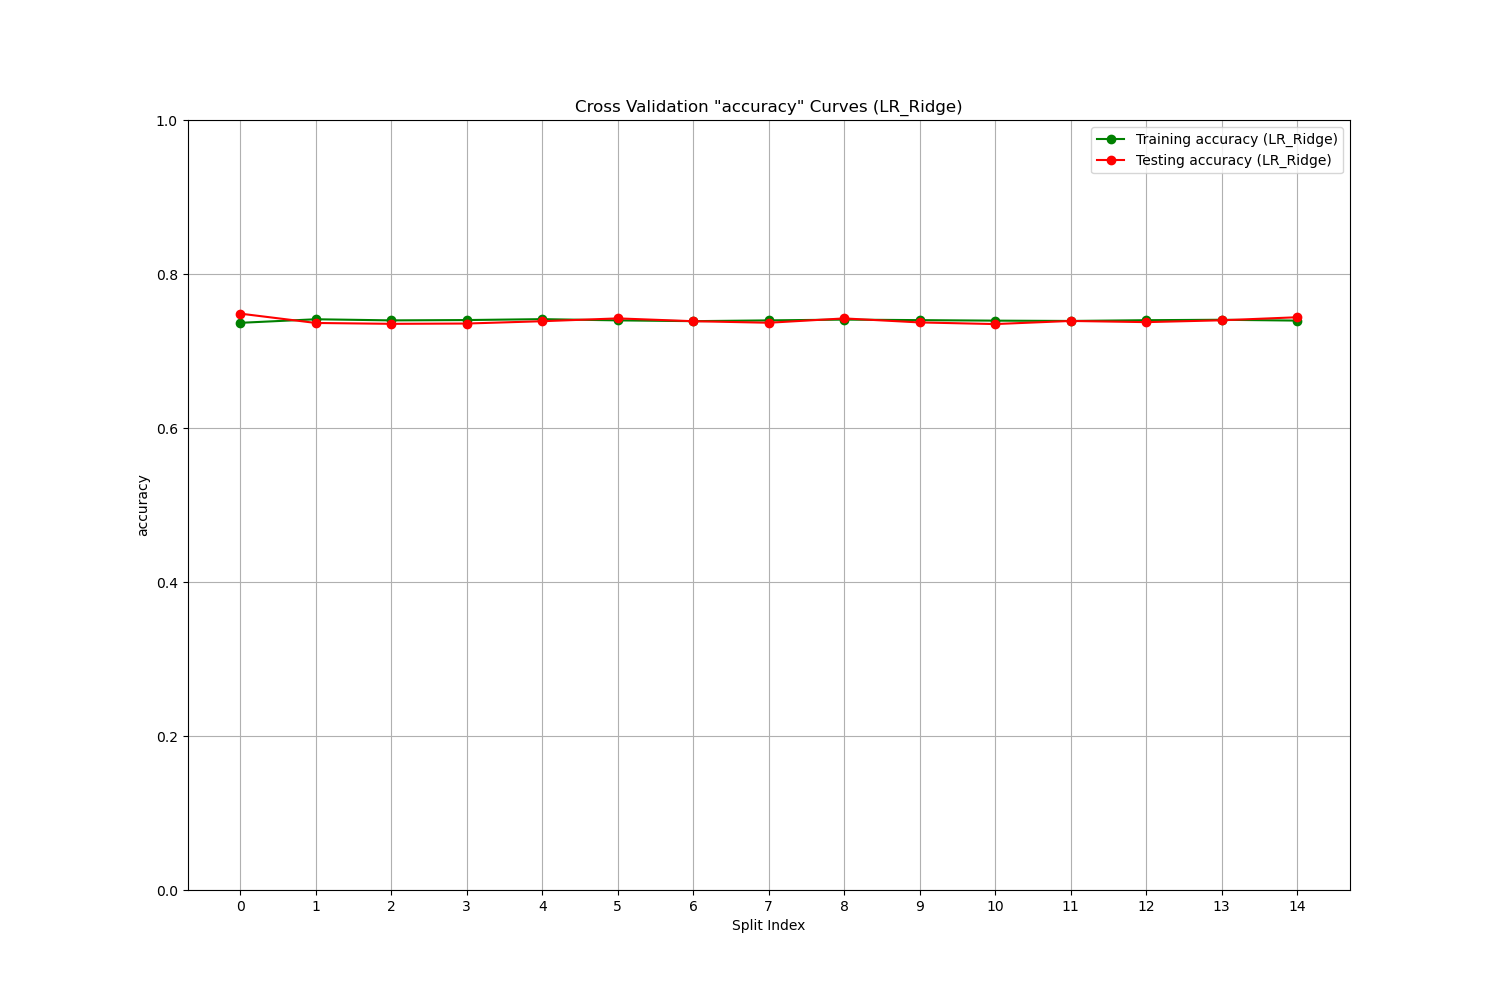 Cross Validation "accuracy" Curves (LR_Ridge)
Training accuracy (LR_Ridge)
Testing accuracy (LR_Ridge)
1.0
0.8
0.6
0.4
0.2
0.0
accuracy
0 1 2 3 4 5 6 7 8 9 10 11 12 13 14
Split Index